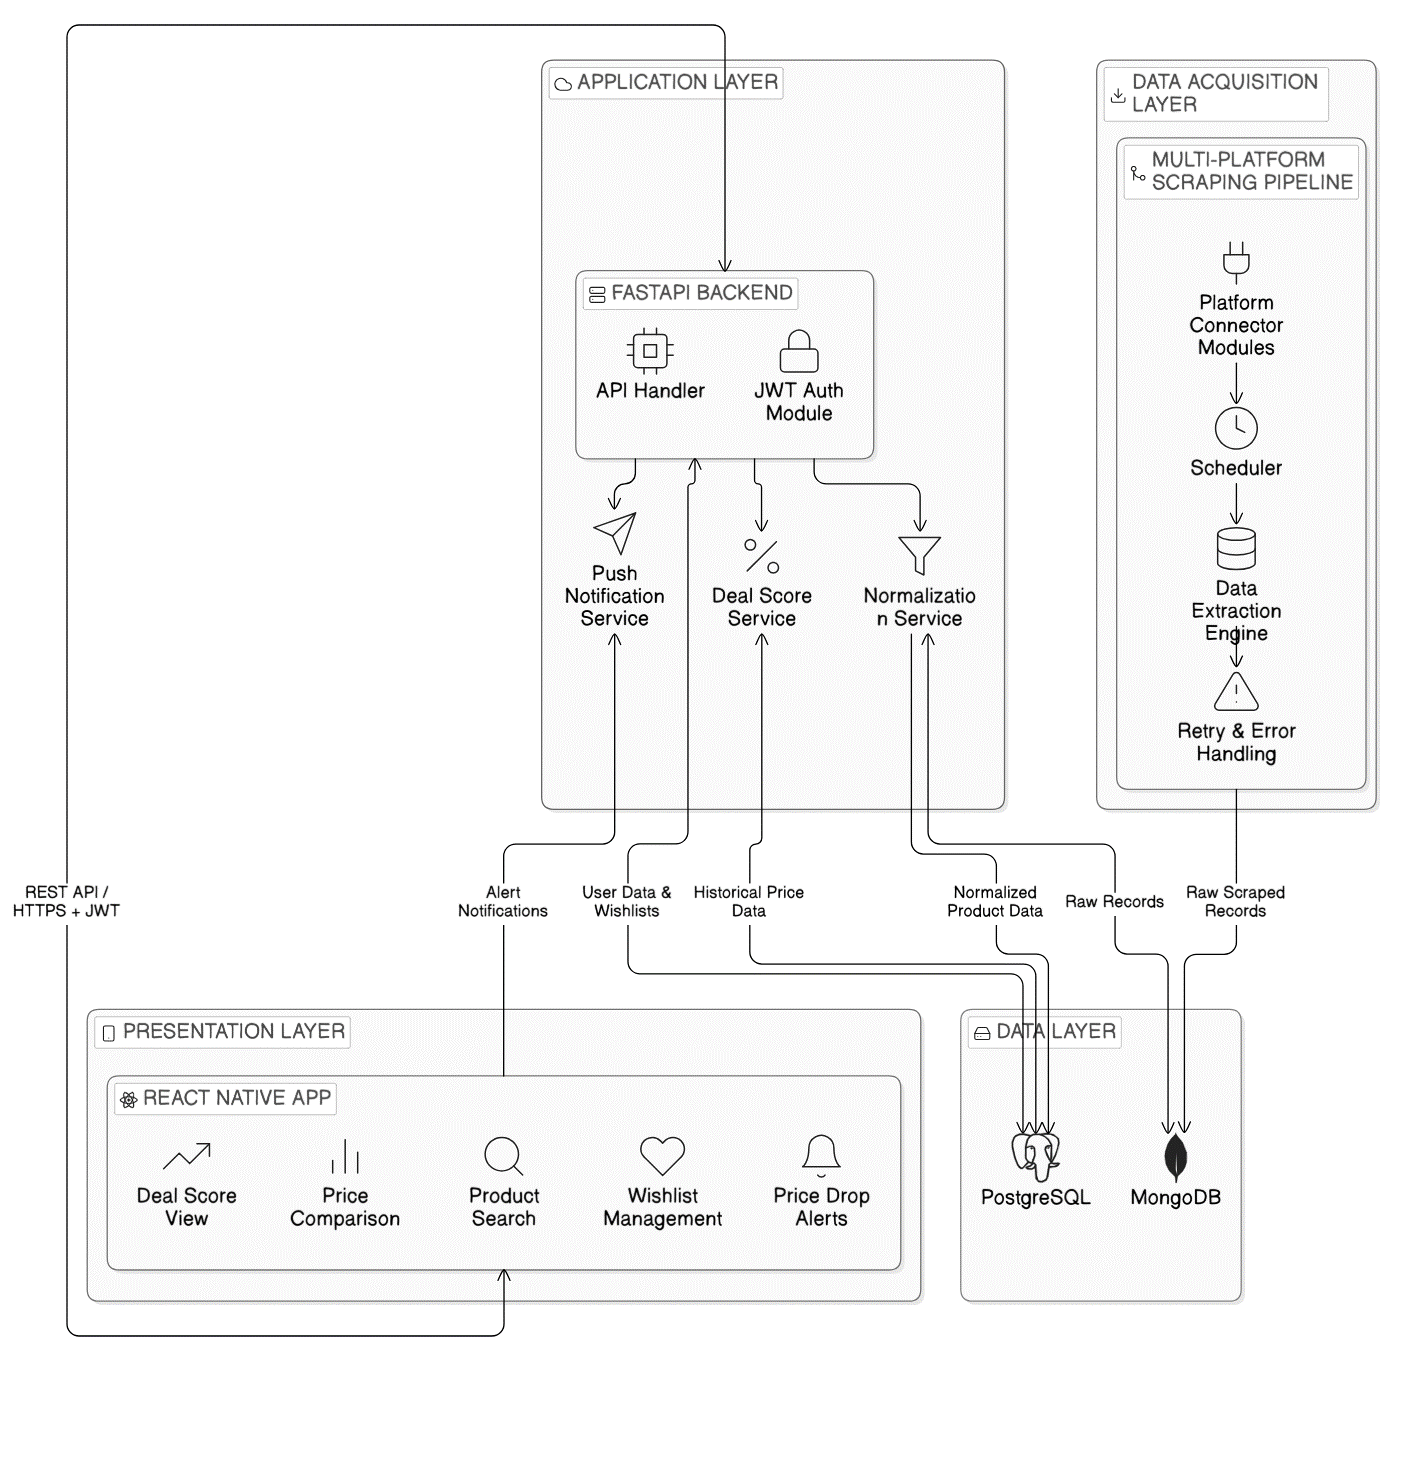 APPLICATION LAYER
DATA ACQUISITION
LAYER
MULTI-PLATFORM
SCRAPING PIPELINE
Platform
Connector
Modules
FASTAPI BACKEND
API Handler
JWT Auth
Module
Scheduler
Push
Notification
Service
Deal Score
Service
Normalizatio
n Service
Data
Extraction
Engine
Retry & Error
Handling
REST API /
HTTPS + JWT
Alert
Notifications
User Data &
Wishlists
Historical Price
Data
Normalized
Product Data
Raw Records
Raw Scraped
Records
PRESENTATION LAYER
REACT NATIVE APP
Deal Score
View
Price
Comparison
Product
Search
Wishlist
Management
Price Drop
Alerts
DATA LAYER
PostgreSQL
MongoDB